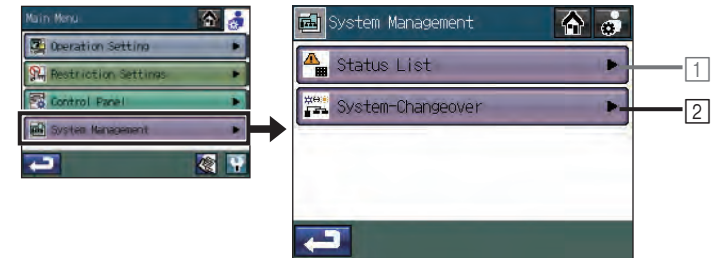 Main Menu
Operation Setting
Restriction Settings
Control Panel
System Management
System Management
Status List
System-Changeover
1
2